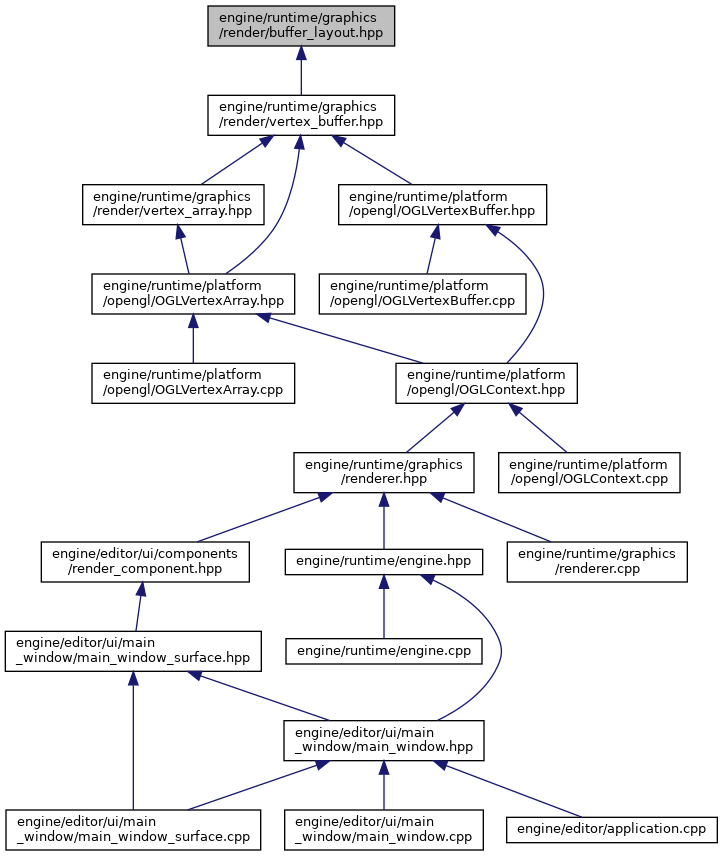 engine/runtime/graphics
/render/buffer_layout.hpp
engine/runtime/graphics
/render/vertex_buffer.hpp
engine/runtime/graphics
/render/vertex_array.hpp
engine/runtime/platform
/opengl/OGLVertexBuffer.hpp
engine/runtime/platform
/opengl/OGLVertexArray.hpp
engine/runtime/platform
/opengl/OGLVertexBuffer.cpp
engine/runtime/platform
/opengl/OGLVertexArray.cpp
engine/runtime/platform
/opengl/OGLContext.hpp
engine/runtime/graphics
/renderer.hpp
engine/runtime/platform
/opengl/OGLContext.cpp
engine/editor/ui/components
/render_component.hpp
engine/runtime/engine.hpp
engine/runtime/graphics
/renderer.cpp
engine/editor/ui/main
_window/main_window_surface.hpp
engine/runtime/engine.cpp
engine/editor/ui/main
_window/main_window.hpp
engine/editor/ui/main
_window/main_window_surface.cpp
engine/editor/ui/main
_window/main_window.cpp
engine/editor/application.cpp